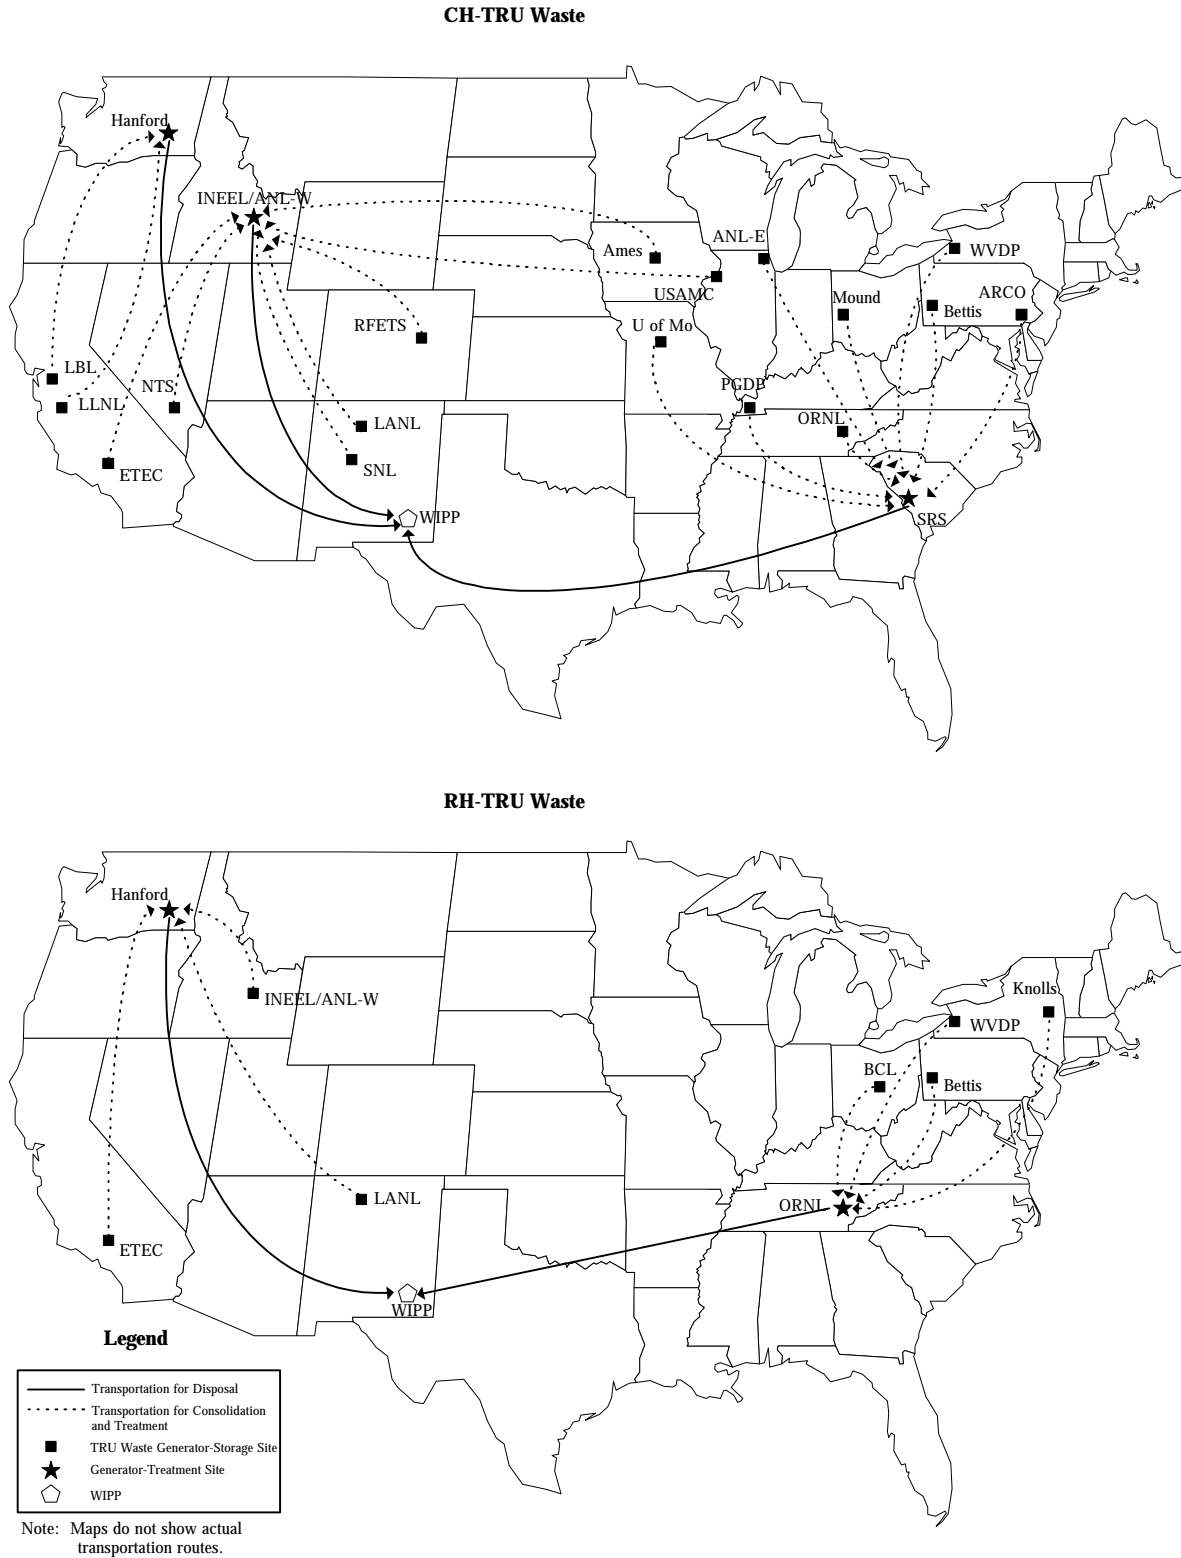 CH-TRU Waste
Hanford
INEEL/ANL-W
Ames
ANL-E
WVDP
USAMC
Mound
ARCO
Bettis
RFETS
U of Mo
LBL
LLNL
NTS
PGDP
LANL
ORNL
ETEC
SNL
WIPP
SRS
RH-TRU Waste
Hanford
INEEL/ANL-W
Knolls
WVDP
BCL
Bettis
LANL
ORNL
ETEC
WIPP
Legend
Transportation for Disposal
Transportation for Consolidation
and Treatment
TRU Waste Generator-Storage Site
Generator-Treatment Site
WIPP
Note: Maps do not show actual
transportation routes.